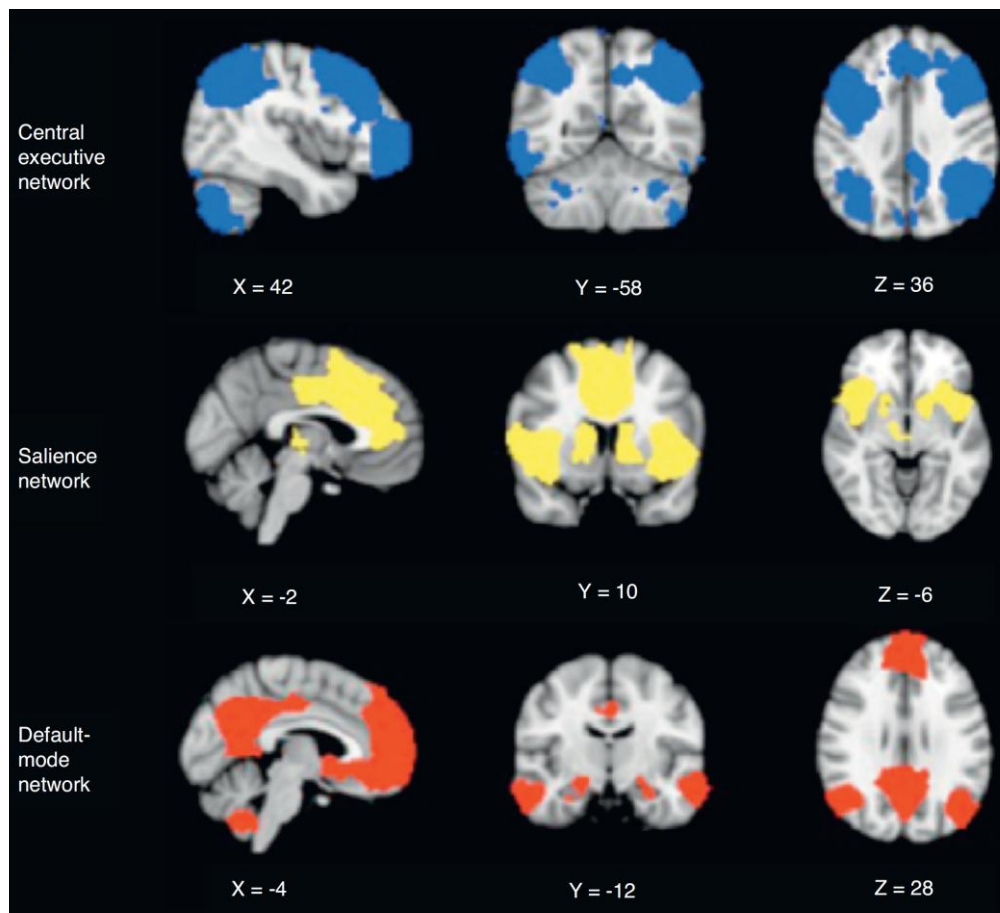 Central
executive
network
X = 42
Y = -58
Z = 36
Salience
network
X = -2
Y = 10
Z = -6
Default-
mode
network
X = -4
Y = -12
Z = 28